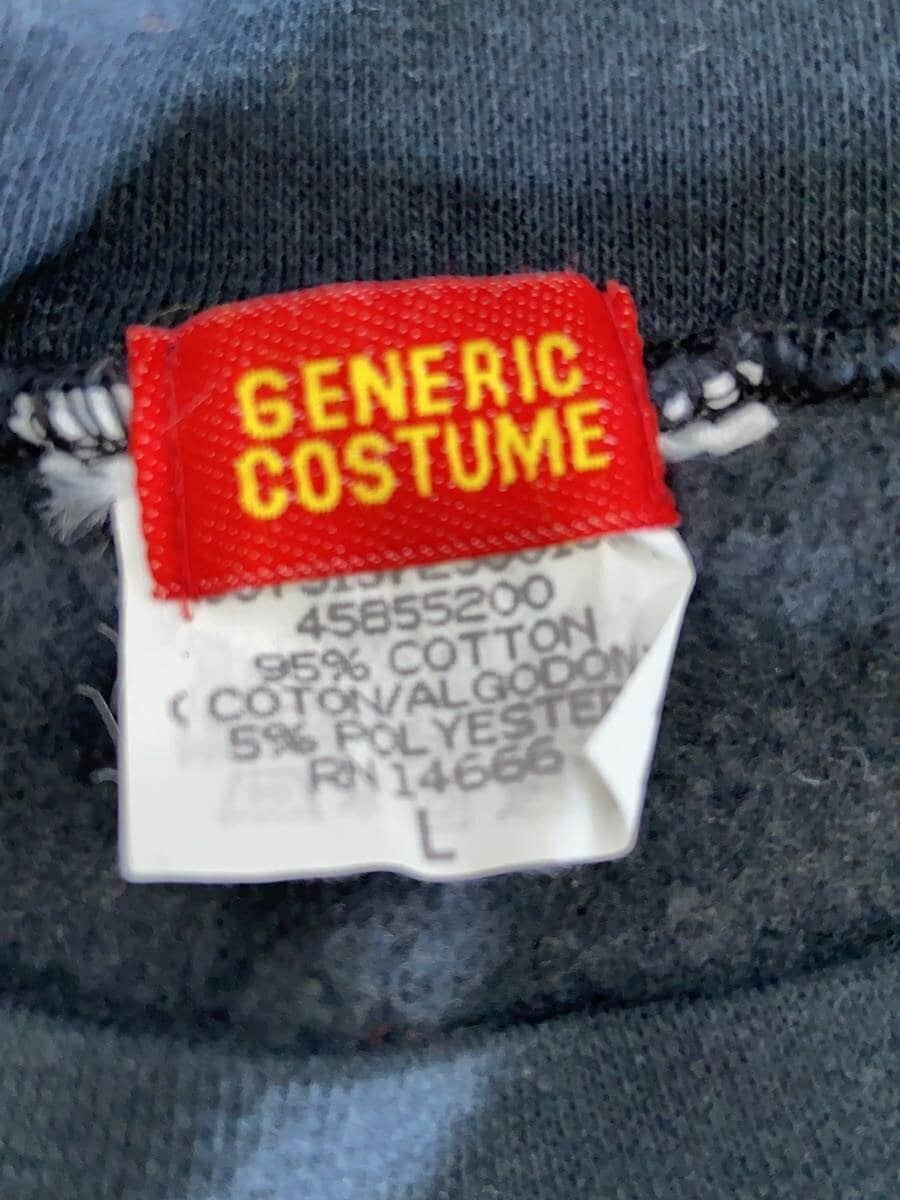 GENERIC
COSTUME
45855200
95% COTTON
COTON/ALGODON
5% POLYESTER
RN 14666
L